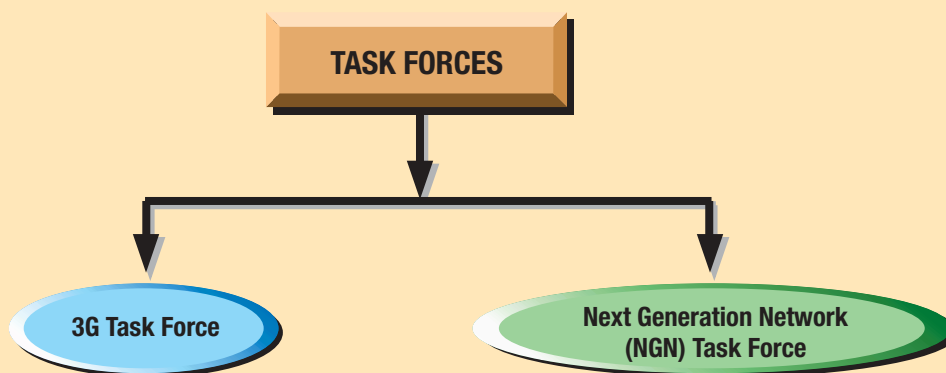 TASK FORCES
3G Task Force
Next Generation Network
(NGN) Task Force